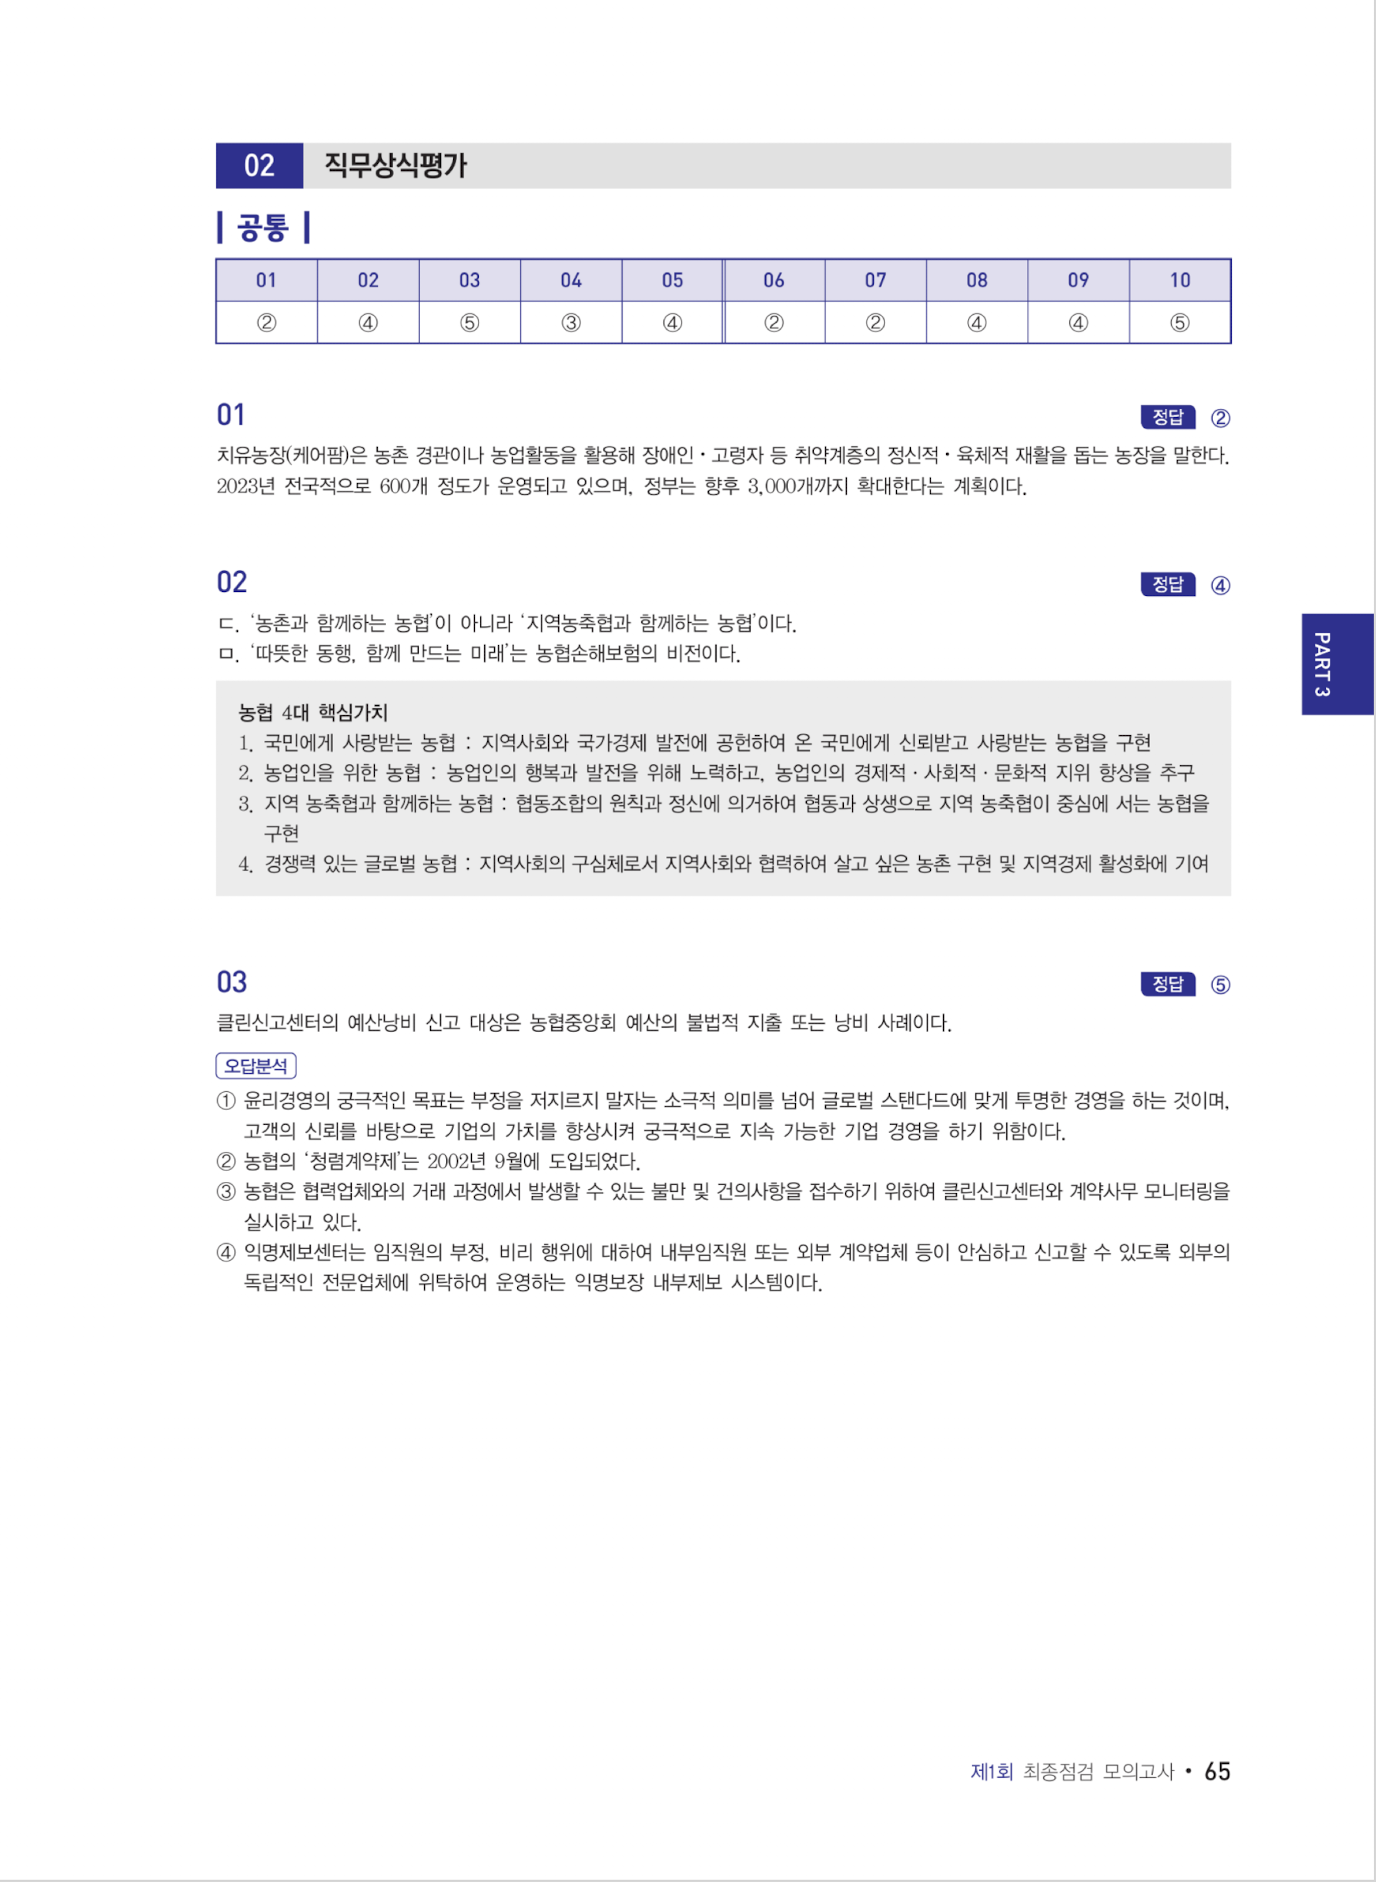 02 직무상식평가
| 공통 |
01 02 03 04 05 06 07 08 09 10
② ④ ⑤ ③ ④ ② ② ④ ④ ⑤
01 정답 ②
치유농장(케어팜)은 농촌 경관이나 농업활동을 활용해 장애인・고령자 등 취약계층의 정신적・육체적 재활을 돕는 농장을 말한다.
2023년 전국적으로 600개 정도가 운영되고 있으며, 정부는 향후 3,000개까지 확대한다는 계획이다.
02 정답 ④
ㄷ. ‘농촌과 함께하는 농협’이 아니라 ‘지역농축협과 함께하는 농협’이다.
ㅁ. ‘따뜻한 동행, 함께 만드는 미래’는 농협손해보험의 비전이다.
PART 3
농협 4대 핵심가치
1. 국민에게 사랑받는 농협 : 지역사회와 국가경제 발전에 공헌하여 온 국민에게 신뢰받고 사랑받는 농협을 구현
2. 농업인을 위한 농협 : 농업인의 행복과 발전을 위해 노력하고, 농업인의 경제적·사회적·문화적 지위 향상을 추구
3. 지역 농축협과 함께하는 농협 : 협동조합의 원칙과 정신에 의거하여 협동과 상생으로 지역 농축협이 중심에 서는 농협을
구현
4. 경쟁력 있는 글로벌 농협 : 지역사회의 구심체로서 지역사회와 협력하여 살고 싶은 농촌 구현 및 지역경제 활성화에 기여
03 정답 ⑤
클린신고센터의 예산낭비 신고 대상은 농협중앙회 예산의 불법적 지출 또는 낭비 사례이다.
오답분석
① 윤리경영의 궁극적인 목표는 부정을 저지르지 말자는 소극적 의미를 넘어 글로벌 스탠다드에 맞게 투명한 경영을 하는 것이며,
고객의 신뢰를 바탕으로 기업의 가치를 향상시켜 궁극적으로 지속 가능한 기업 경영을 하기 위함이다.
② 농협의 ‘청렴계약제’는 2002년 9월에 도입되었다.
③ 농협은 협력업체와의 거래 과정에서 발생할 수 있는 불만 및 건의사항을 접수하기 위하여 클린신고센터와 계약사무 모니터링을
실시하고 있다.
④ 익명제보센터는 임직원의 부정, 비리 행위에 대하여 내부임직원 또는 외부 계약업체 등이 안심하고 신고할 수 있도록 외부의
독립적인 전문업체에 위탁하여 운영하는 익명보장 내부제보 시스템이다.
제1회 최종점검 모의고사 • 65